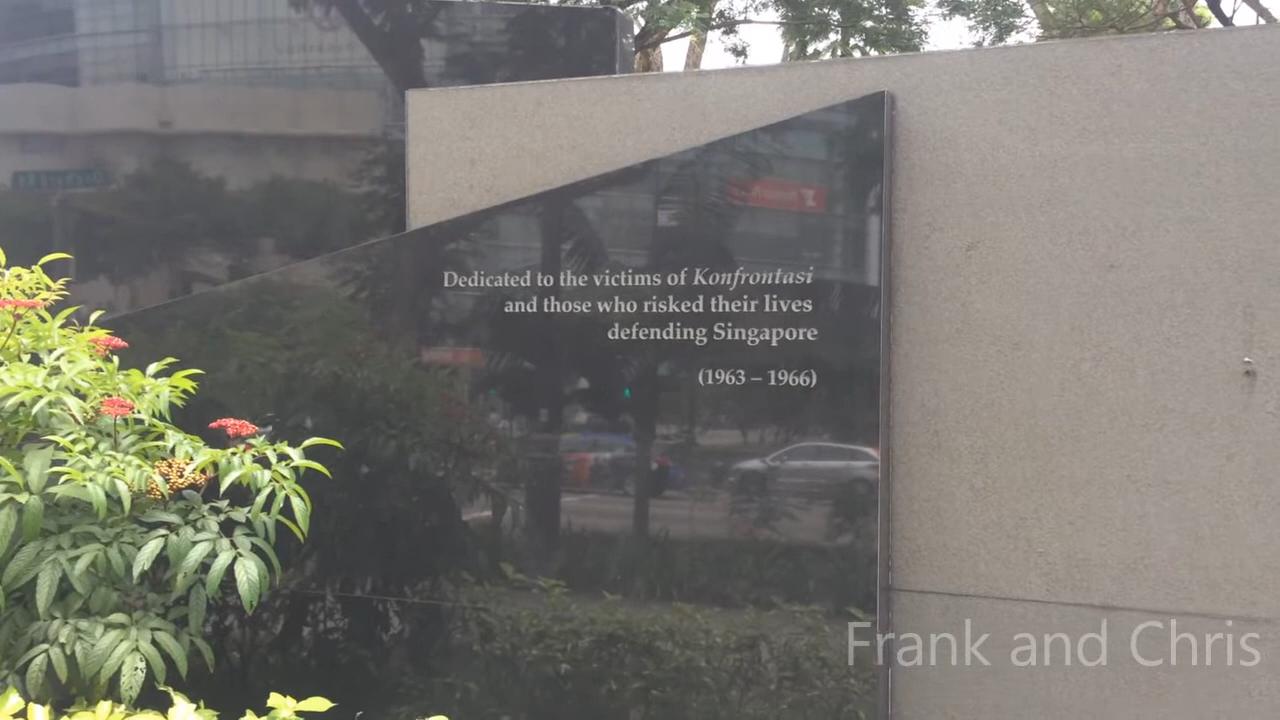 Dedicated to the victims of Konfrontasi
and those who risked their lives
defending Singapore
(1963 – 1966)
Frank and Chris